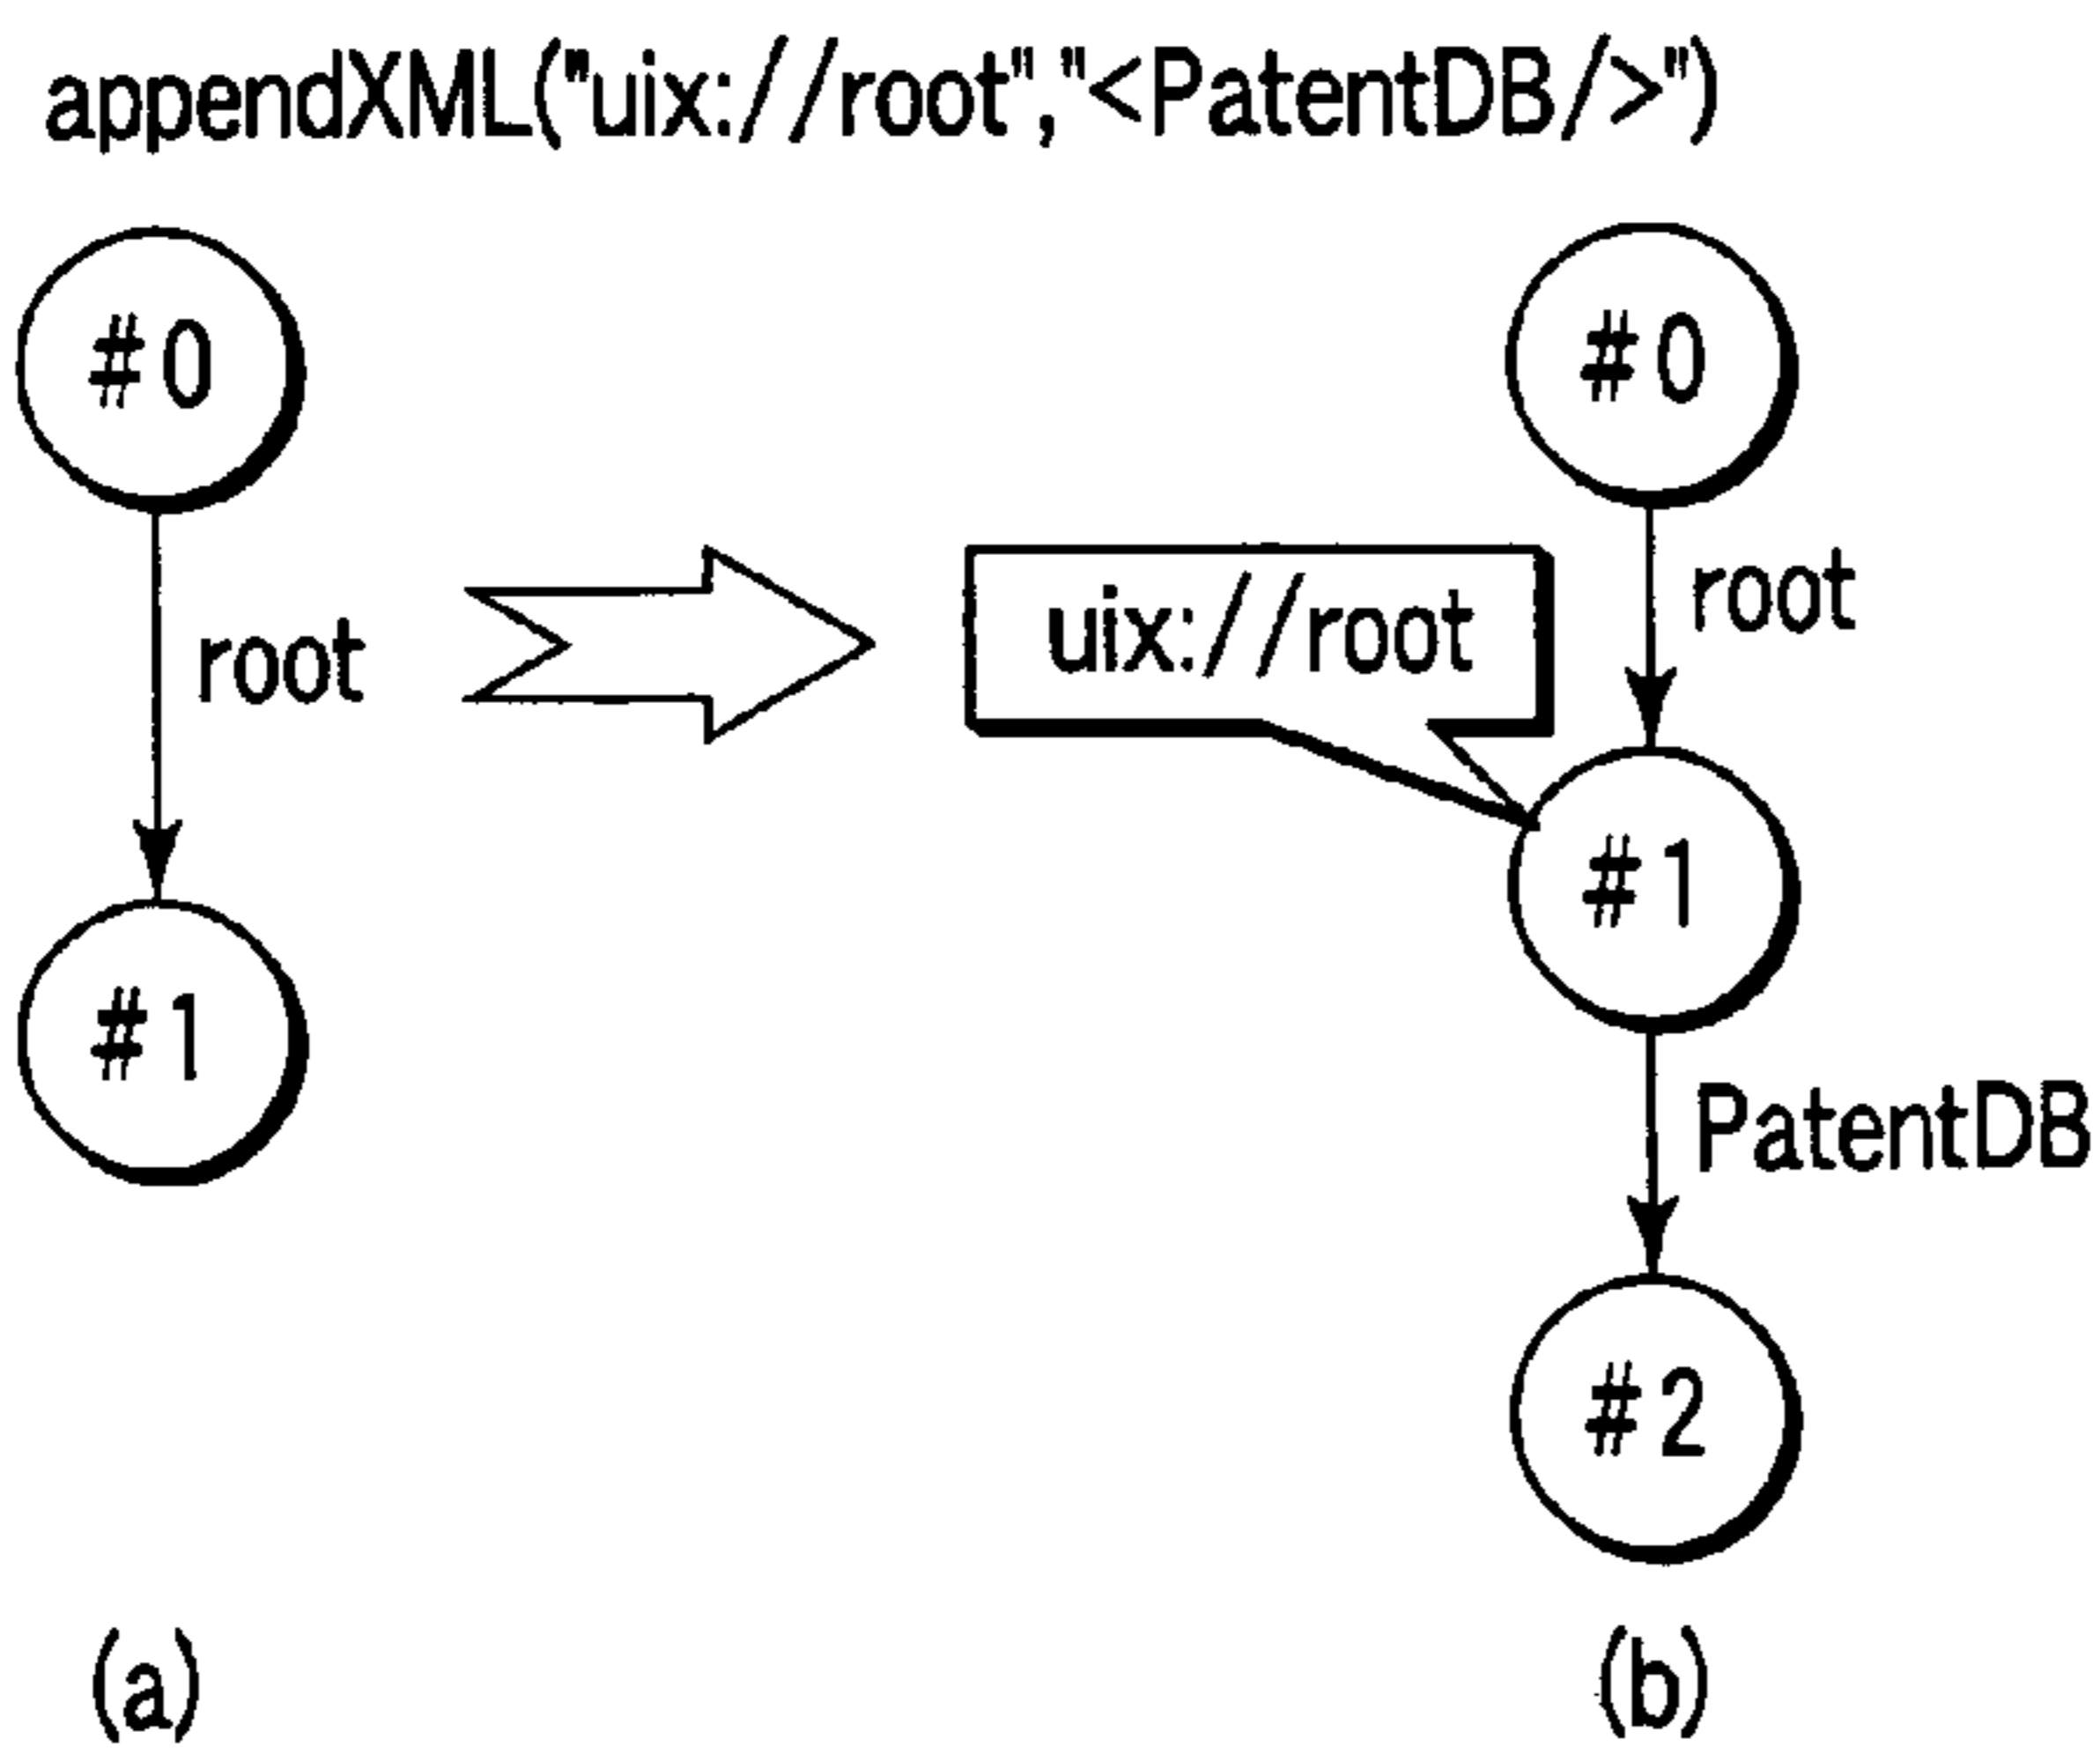 appendXML("uix://root","<PatentDB/>")
#0
root
#1
(a)
uix://root
#0
root
#1
PatentDB
#2
(b)